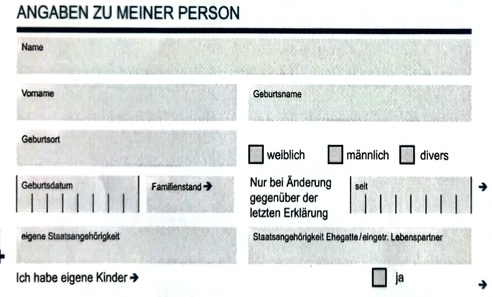 ANGABEN ZU MEINER PERSON
Name
Vorname
Geburtsname
Geburtsort
weiblich männlich divers
Geburtsdatum
Familienstand →
Nur bei Änderung
gegenüber der
letzten Erklärung
seit
→
eigene Staatsangehörigkeit
Staatsangehörigkeit Ehegatte/eingetr. Lebenspartner
Ich habe eigene Kinder →
ja
→